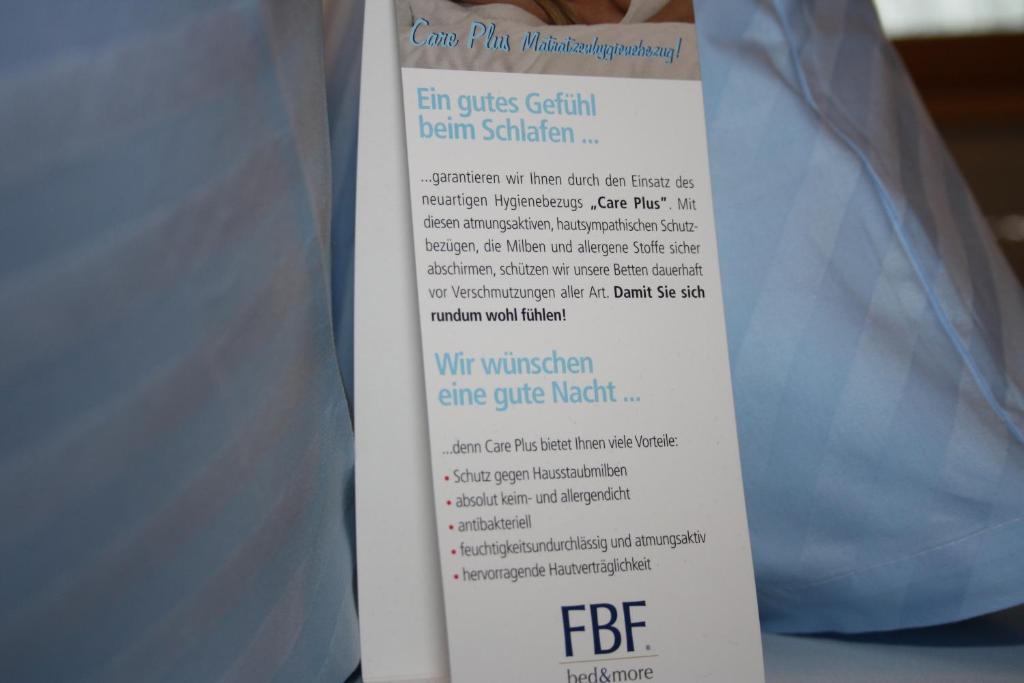 Care Plus Matratzenhygienebezug!
Ein gutes Gefühl
beim Schlafen ...
...garantieren wir Ihnen durch den Einsatz des
neuartigen Hygienebezugs „Care Plus”. Mit
diesen atmungsaktiven, hautsympathischen Schutz-
bezügen, die Milben und allergene Stoffe sicher
abschirmen, schützen wir unsere Betten dauerhaft
vor Verschmutzungen aller Art. Damit Sie sich
rundum wohl fühlen!
Wir wünschen
eine gute Nacht ...
...denn Care Plus bietet Ihnen viele Vorteile:
• Schutz gegen Hausstaubmilben
• absolut keim- und allergendicht
• antibakteriell
• feuchtigkeitsundurchlässig und atmungsaktiv
• hervorragende Hautverträglichkeit
FBF®
bed&more